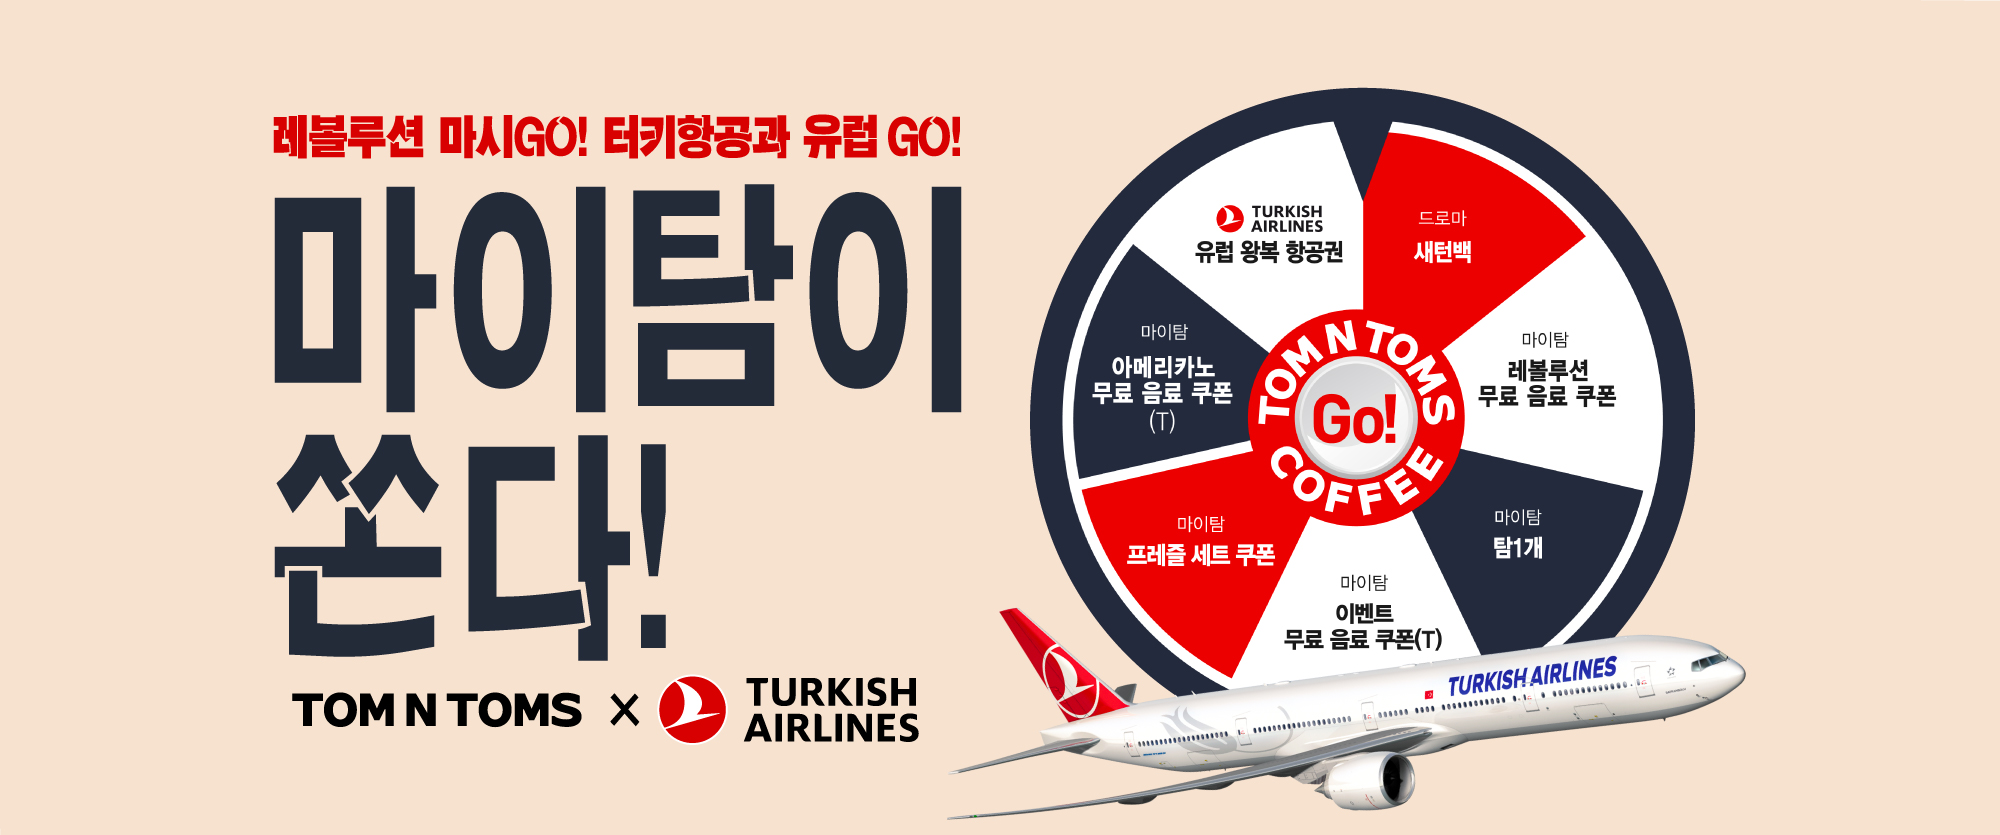 레볼루션 마시GO! 터키항공과 유럽 GO!
마이탐이
쏜다!
TOM N TOMS × TURKISH AIRLINES
TURKISH
AIRLINES
유럽 왕복 항공권
드로마
새턴백
마이탐
레볼루션
무료 음료 쿠폰
마이탐
탐1개
마이탐
이벤트
무료 음료 쿠폰(T)
마이탐
프레즐 세트 쿠폰
마이탐
아메리카노
무료 음료 쿠폰
(T)
TOM N TOMS
COFFEE
Go!
TURKISH AIRLINES